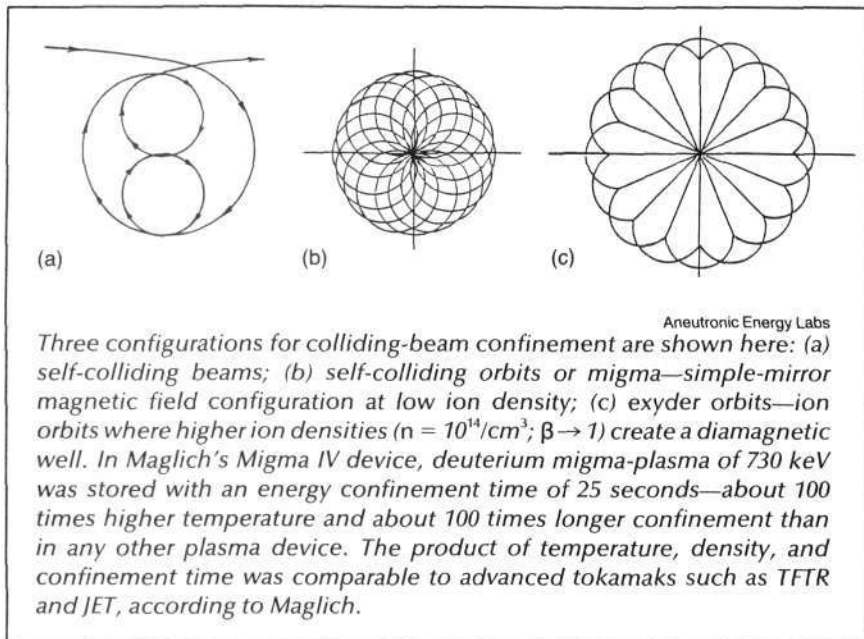 (a)
(b)
(c)
Aneutronic Energy Labs
Three configurations for colliding-beam confinement are shown here: (a)
self-colliding beams; (b) self-colliding orbits or migma—simple-mirror
magnetic field configuration at low ion density; (c) exyder orbits—ion
orbits where higher ion densities (n = 10¹⁴/cm³; β→ 1) create a diamagnetic
well. In Maglich's Migma IV device, deuterium migma-plasma of 730 keV
was stored with an energy confinement time of 25 seconds—about 100
times higher temperature and about 100 times longer confinement than
in any other plasma device. The product of temperature, density, and
confinement time was comparable to advanced tokamaks such as TFTR
and JET, according to Maglich.